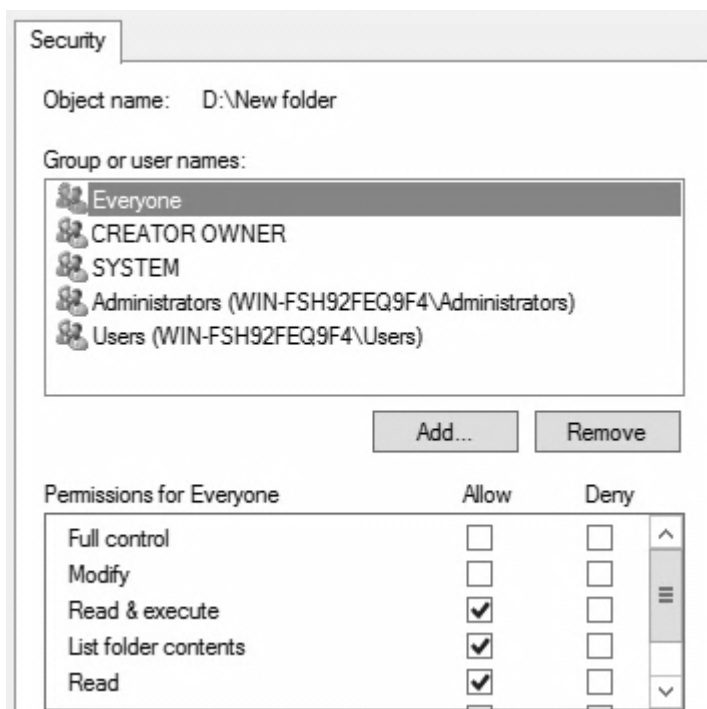 Security
Object name: D:\New folder
Group or user names:
Everyone
CREATOR OWNER
SYSTEM
Administrators (WIN-FSH92FEQ9F4\Administrators)
Users (WIN-FSH92FEQ9F4\Users)
Add... Remove
Permissions for Everyone Allow Deny
Full control
Modify
Read & execute
List folder contents
Read